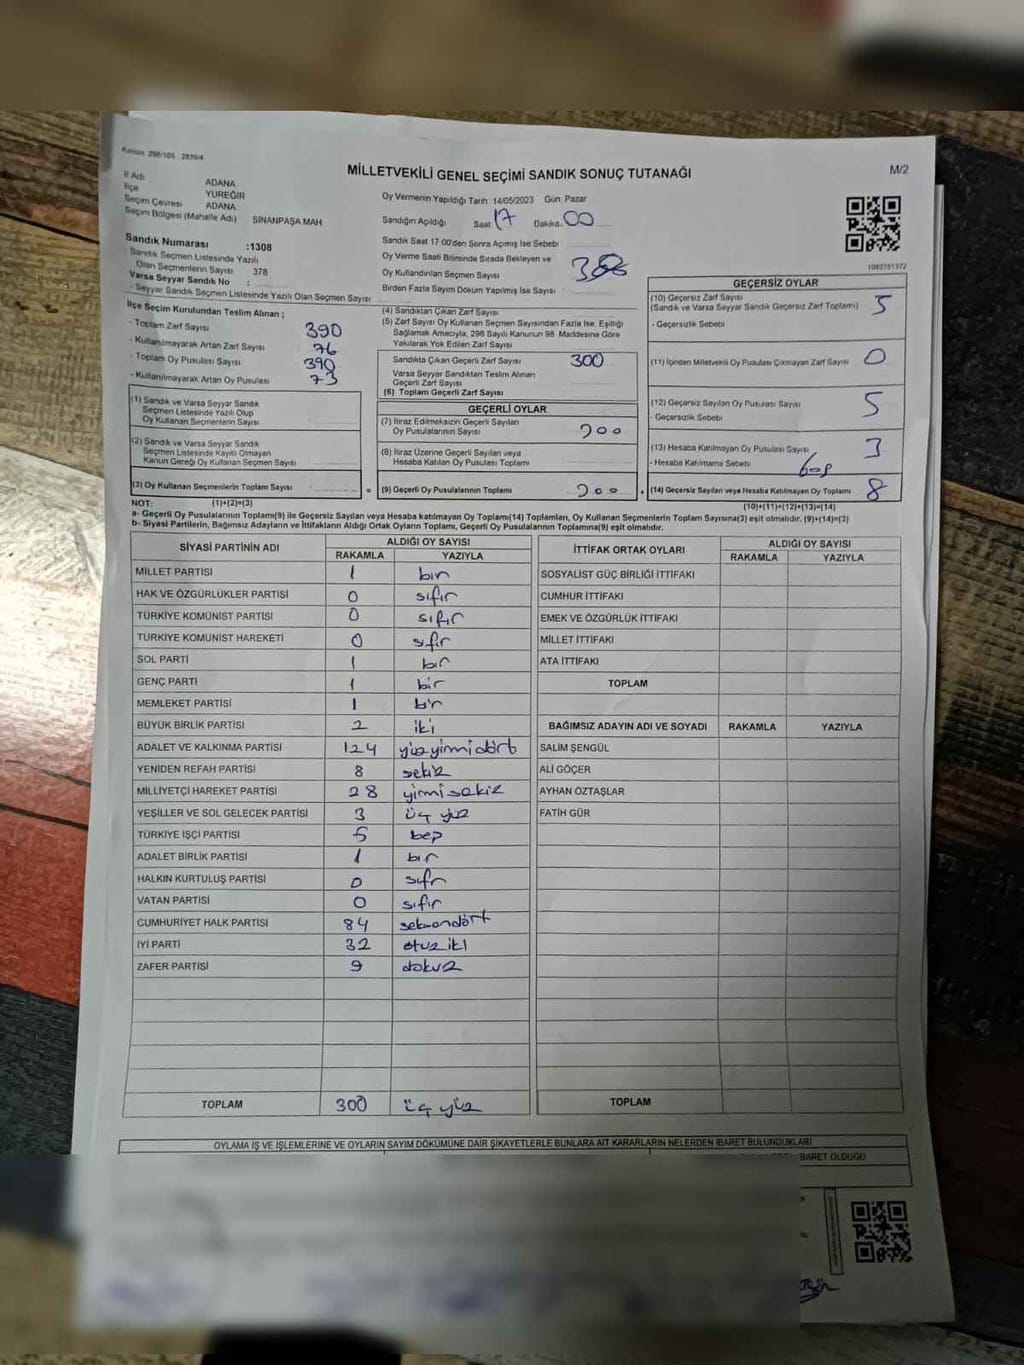 Kanun 298/105 2839/4
MİLLETVEKİLİ GENEL SEÇİMİ SANDIK SONUÇ TUTANAĞI
M/2
İl Adı ADANA
İlçe YÜREĞİR
Seçim Çevresi ADANA
Seçim Bölgesi (Mahalle Adı) SİNANPAŞA MAH
Sandık Numarası :1308
Sandık Seçmen Listesinde Yazılı
Olan Seçmenlerin Sayısı 378
Varsa Seyyar Sandık No :
- Seyyar Sandık Seçmen Listesinde Yazılı Olan Seçmen Sayısı
Oy Vermenin Yapıldığı Tarih :14/05/2023 Gün Pazar
Sandığın Açıldığı Saat 17 Dakika 00
Sandık Saat 17:00'den Sonra Açımış İse Sebebi
Oy Verme Saati Bitiminde Sırada Bekleyen ve
Oy Kullandırılan Seçmen Sayısı
Birden Fazla Sayım Döküm Yapılmış İse Sayısı
1063751372
İlçe Seçim Kurulundan Teslim Alınan ;
- Toplam Zarf Sayısı 390
- Kullanılmayarak Artan Zarf Sayısı 76
- Toplam Oy Pusulası Sayısı 390
- Kullanılmayarak Artan Oy Pusulası 73
(1) Sandık ve Varsa Seyyar Sandık
Seçmen Listesinde Yazılı Olup
Oy Kullanan Seçmenlerin Sayısı
(2) Sandık ve Varsa Seyyar Sandık
Seçmen Listesinde Kayıtlı Olmayan
Kanun Gereği Oy Kullanan Seçmen Sayısı
(3) Oy Kullanan Seçmenlerin Toplam Sayısı
(4) Sandıktan Çıkan Zarf Sayısı
(5) Zarf Sayısı Oy Kullanan Seçmen Sayısından Fazla İse, Eşitliği
Sağlamak Amacıyla, 298 Sayılı Kanunun 98. Maddesine Göre
Yakılarak Yok Edilen Zarf Sayısı
Sandıkta Çıkan Geçerli Zarf Sayısı 300
Varsa Seyyar Sandıktan Teslim Alınan
Geçerli Zarf Sayısı
(6) Toplam Geçerli Zarf Sayısı
GEÇERLİ OYLAR
(7) İtiraz Edilmeksizin Geçerli Sayılan
Oy Pusulalarının Sayısı 300
(8) İtiraz Üzerine Geçerli Sayılan veya
Hesaba Katılan Oy Pusulası Toplamı
= (9) Geçerli Oy Pusulalarının Toplamı 300
GEÇERSİZ OYLAR
(10) Geçersiz Zarf Sayısı
(Sandık ve Varsa Seyyar Sandık Geçersiz Zarf Toplamı) 5
- Geçersizlik Sebebi
(11) İçinden Milletvekili Oy Pusulası Çıkmayan Zarf Sayısı 0
(12) Geçersiz Sayılan Oy Pusulası Sayısı 5
- Geçersizlik Sebebi
(13) Hesaba Katılmayan Oy Pusulası Sayısı 3
- Hesaba Katılmama Sebebi boş
+ (14) Geçersiz Sayılan veya Hesaba Katılmayan Oy Toplamı 8
NOT: (1)+(2)=(3)
(10)+(11)+(12)+(13)=(14)
a- Geçerli Oy Pusulalarının Toplamı(9) ile Geçersiz Sayılan veya Hesaba Katılmayan Oy Toplamı(14) Toplamları, Oy Kullanan Seçmenlerin Toplam Sayısına(3) eşit olmalıdır. (9)+(14)=(3)
b- Siyasi Partilerin, Bağımsız Adayların ve İttifakların Aldığı Ortak Oyların Toplamı, Geçerli Oy Pusulalarının Toplamına(9) eşit olmalıdır.
SİYASİ PARTİNİN ADI ALDIĞI OY SAYISI
RAKAMLA YAZIYLA
MİLLET PARTİSİ 1 bir
HAK VE ÖZGÜRLÜKLER PARTİSİ 0 sıfır
TÜRKİYE KOMÜNİST PARTİSİ 0 sıfır
TÜRKİYE KOMÜNİST HAREKETİ 0 sıfır
SOL PARTİ 1 bir
GENÇ PARTİ 1 bir
MEMLEKET PARTİSİ 1 bir
BÜYÜK BİRLİK PARTİSİ 2 iki
ADALET VE KALKINMA PARTİSİ 124 yüzyirmidört
YENİDEN REFAH PARTİSİ 8 sekiz
MİLLİYETÇİ HAREKET PARTİSİ 28 yirmisekiz
YEŞİLLER VE SOL GELECEK PARTİSİ 3 üç yüz
TÜRKİYE İŞÇİ PARTİSİ 5 beş
ADALET BİRLİK PARTİSİ 1 bir
HALKIN KURTULUŞ PARTİSİ 0 sıfır
VATAN PARTİSİ 0 sıfır
CUMHURİYET HALK PARTİSİ 84 seksendört
İYİ PARTİ 32 otuziki
ZAFER PARTİSİ 9 dokuz
TOPLAM 300 üç yüz
İTTİFAK ORTAK OYLARI ALDIĞI OY SAYISI
RAKAMLA YAZIYLA
SOSYALİST GÜÇ BİRLİĞİ İTTİFAKI
CUMHUR İTTİFAKI
EMEK VE ÖZGÜRLÜK İTTİFAKI
MİLLET İTTİFAKI
ATA İTTİFAKI
TOPLAM
BAĞIMSIZ ADAYIN ADI VE SOYADI RAKAMLA YAZIYLA
SALİM ŞENGÜL
ALİ GÖÇER
AYHAN ÖZTAŞLAR
FATİH GÜR
TOPLAM
OYLAMA İŞ VE İŞLEMLERİNE VE OYLARIN SAYIM DÖKÜMÜNE DAİR ŞİKAYETLERLE BUNLARA AİT KARARLARIN NELERDEN İBARET BULUNDUKLARI
İBARET OLDUĞU